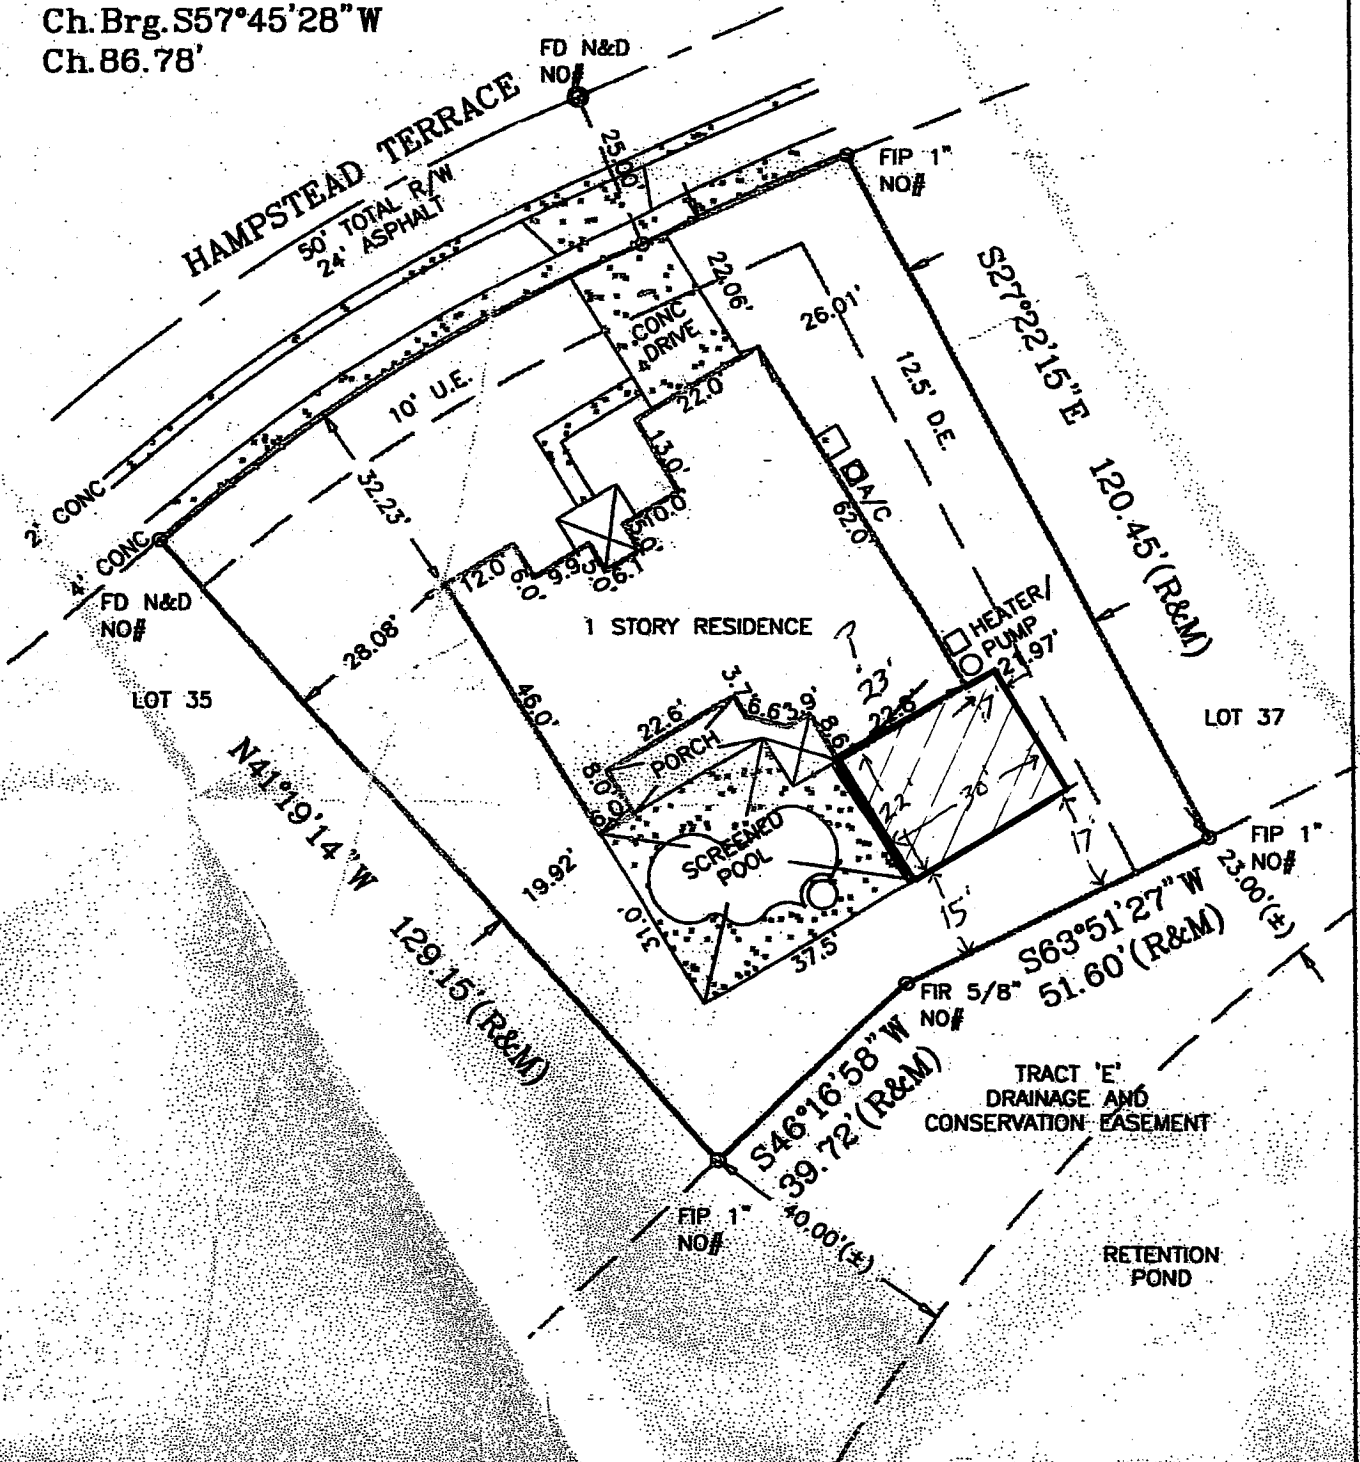 Ch.Brg.S57°45'28"W
Ch.86.78'
FD N&D
NO#
HAMPSTEAD TERRACE
50' TOTAL R/W
24' ASPHALT
25.00'
FIP 1"
NO#
22.06'
CONC
DRIVE
26.01'
S27°22'15"E 120.45'(R&M)
12.5' D.E.
10' U.E.
22.0'
13.0'
10.0'
32.23'
2' CONC
4' CONC
FD N&D
NO#
A/C
62.0'
12.0'
6.0'
9.9'
5.0'
6.1'
28.08'
1 STORY RESIDENCE
HEATER/
PUMP
21.97'
?
23'
LOT 35
46.0'
22.6'
3.7'
6.6'
8.6'
PORCH
8.0'
LOT 37
N41°19'14"W 129.15'(R&M)
22'
30'
17'
SCREENED
POOL
19.92'
31.0'
37.5'
15'
FIP 1"
NO#
23.00'(±)
S63°51'27"W
51.60'(R&M)
FIR 5/8"
NO#
S46°16'58"W
39.72'(R&M)
TRACT 'E'
DRAINAGE AND
CONSERVATION EASEMENT
FIP 1"
NO#
40.00'(±)
RETENTION
POND